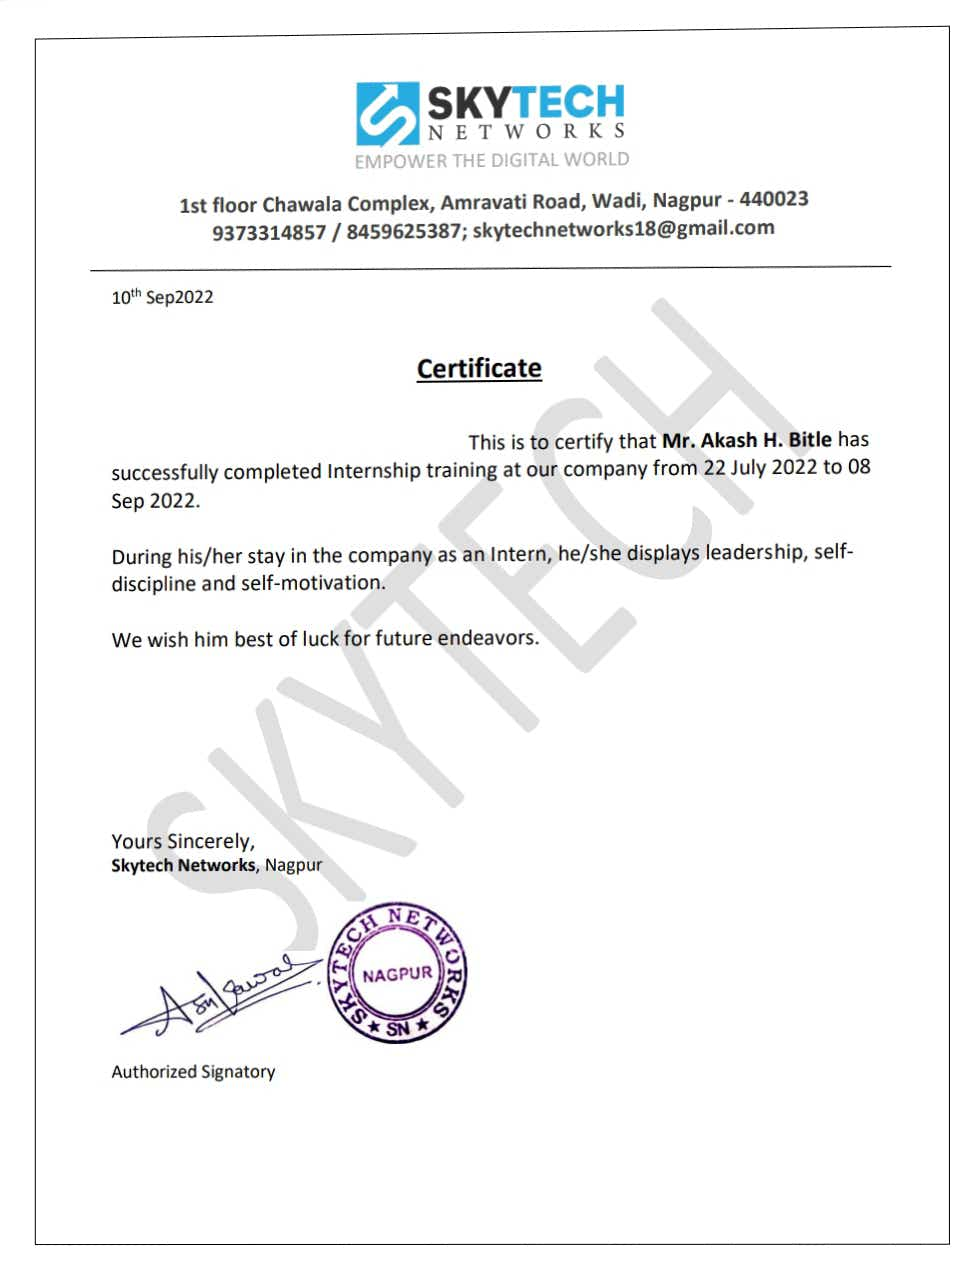 SKYTECH
NETWORKS
EMPOWER THE DIGITAL WORLD
1st floor Chawala Complex, Amravati Road, Wadi, Nagpur - 440023
9373314857 / 8459625387; skytechnetworks18@gmail.com
10th Sep2022
Certificate
This is to certify that Mr. Akash H. Bitle has
successfully completed Internship training at our company from 22 July 2022 to 08
Sep 2022.
During his/her stay in the company as an Intern, he/she displays leadership, self-
discipline and self-motivation.
We wish him best of luck for future endeavors.
SKYTECH
Yours Sincerely,
Skytech Networks, Nagpur
SKYTECH NETWORKS
NAGPUR
★ SN ★
Authorized Signatory